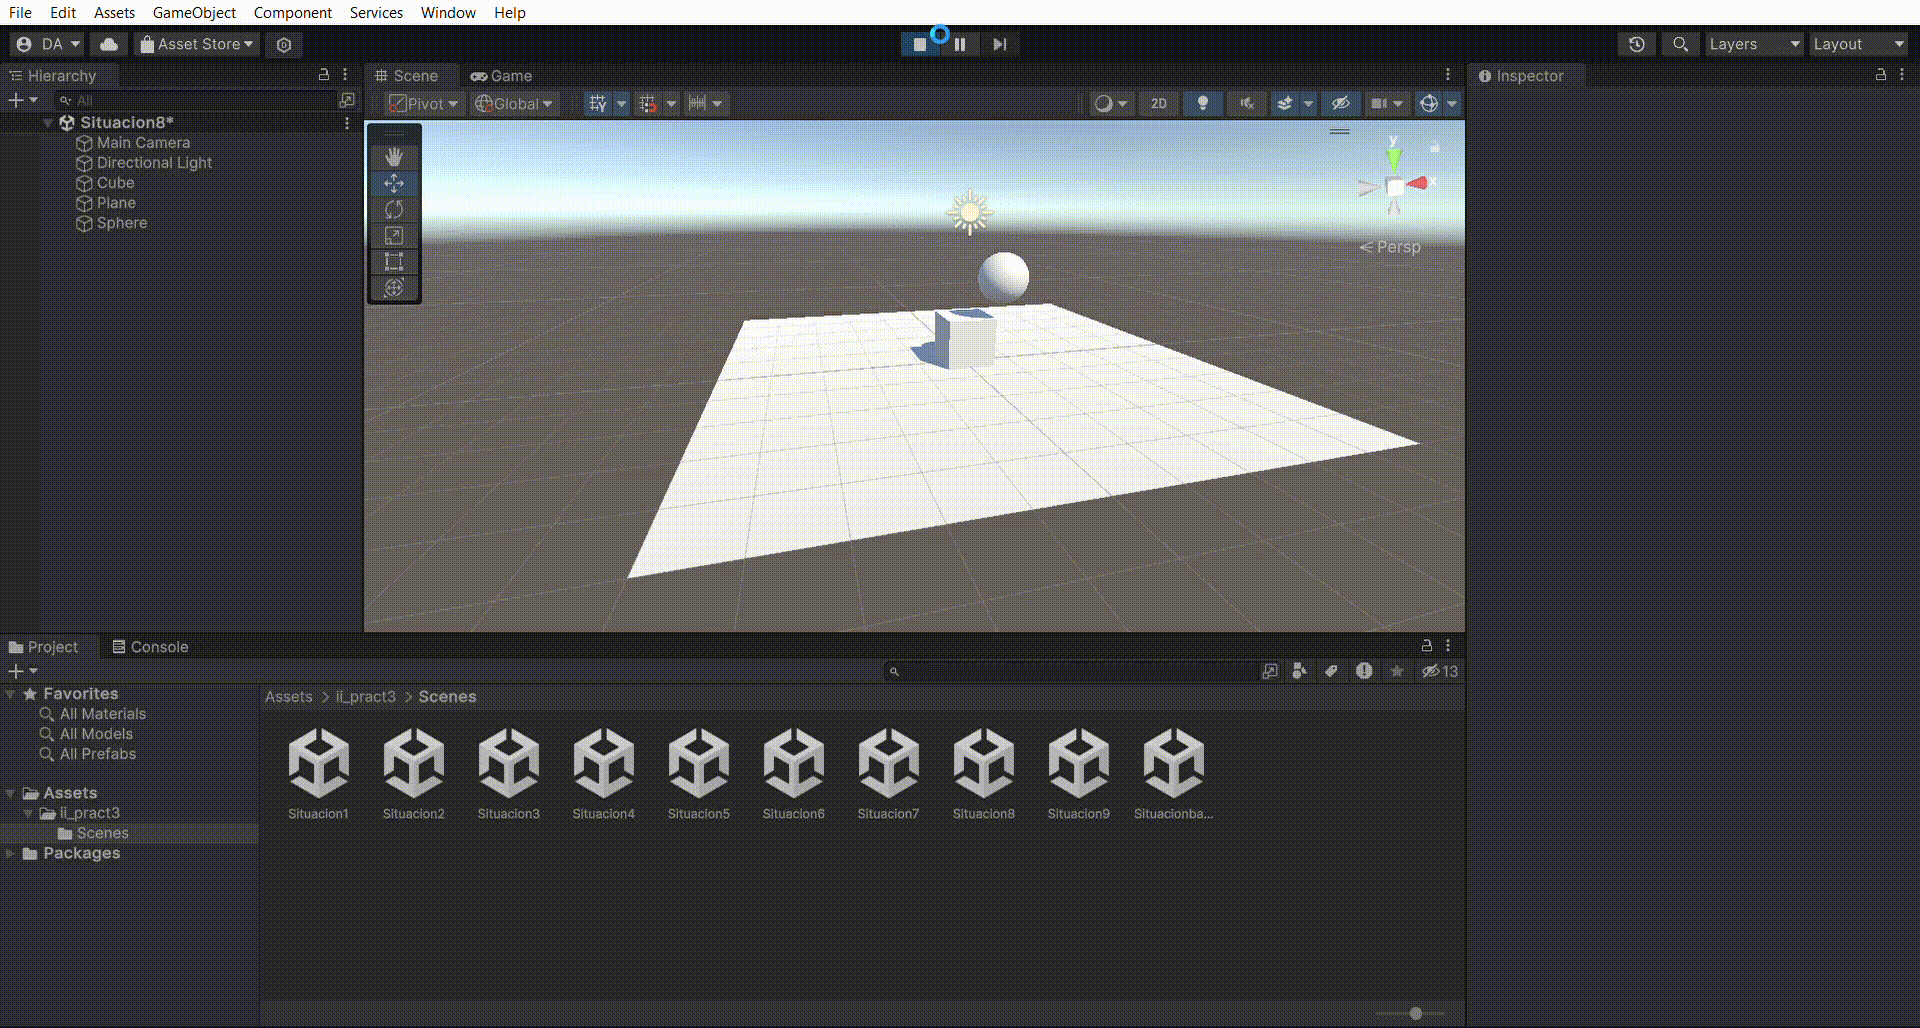 File Edit Assets GameObject Component Services Window Help
DA Asset Store Layers Layout
Hierarchy
All
Situacion8*
Main Camera
Directional Light
Cube
Plane
Sphere
Scene Game
Pivot Global 2D
y
x
Persp
Inspector
Project Console
13
Favorites
All Materials
All Models
All Prefabs
Assets
ii_pract3
Scenes
Packages
Assets > ii_pract3 > Scenes
Situacion1 Situacion2 Situacion3 Situacion4 Situacion5 Situacion6 Situacion7 Situacion8 Situacion9 Situacionba...